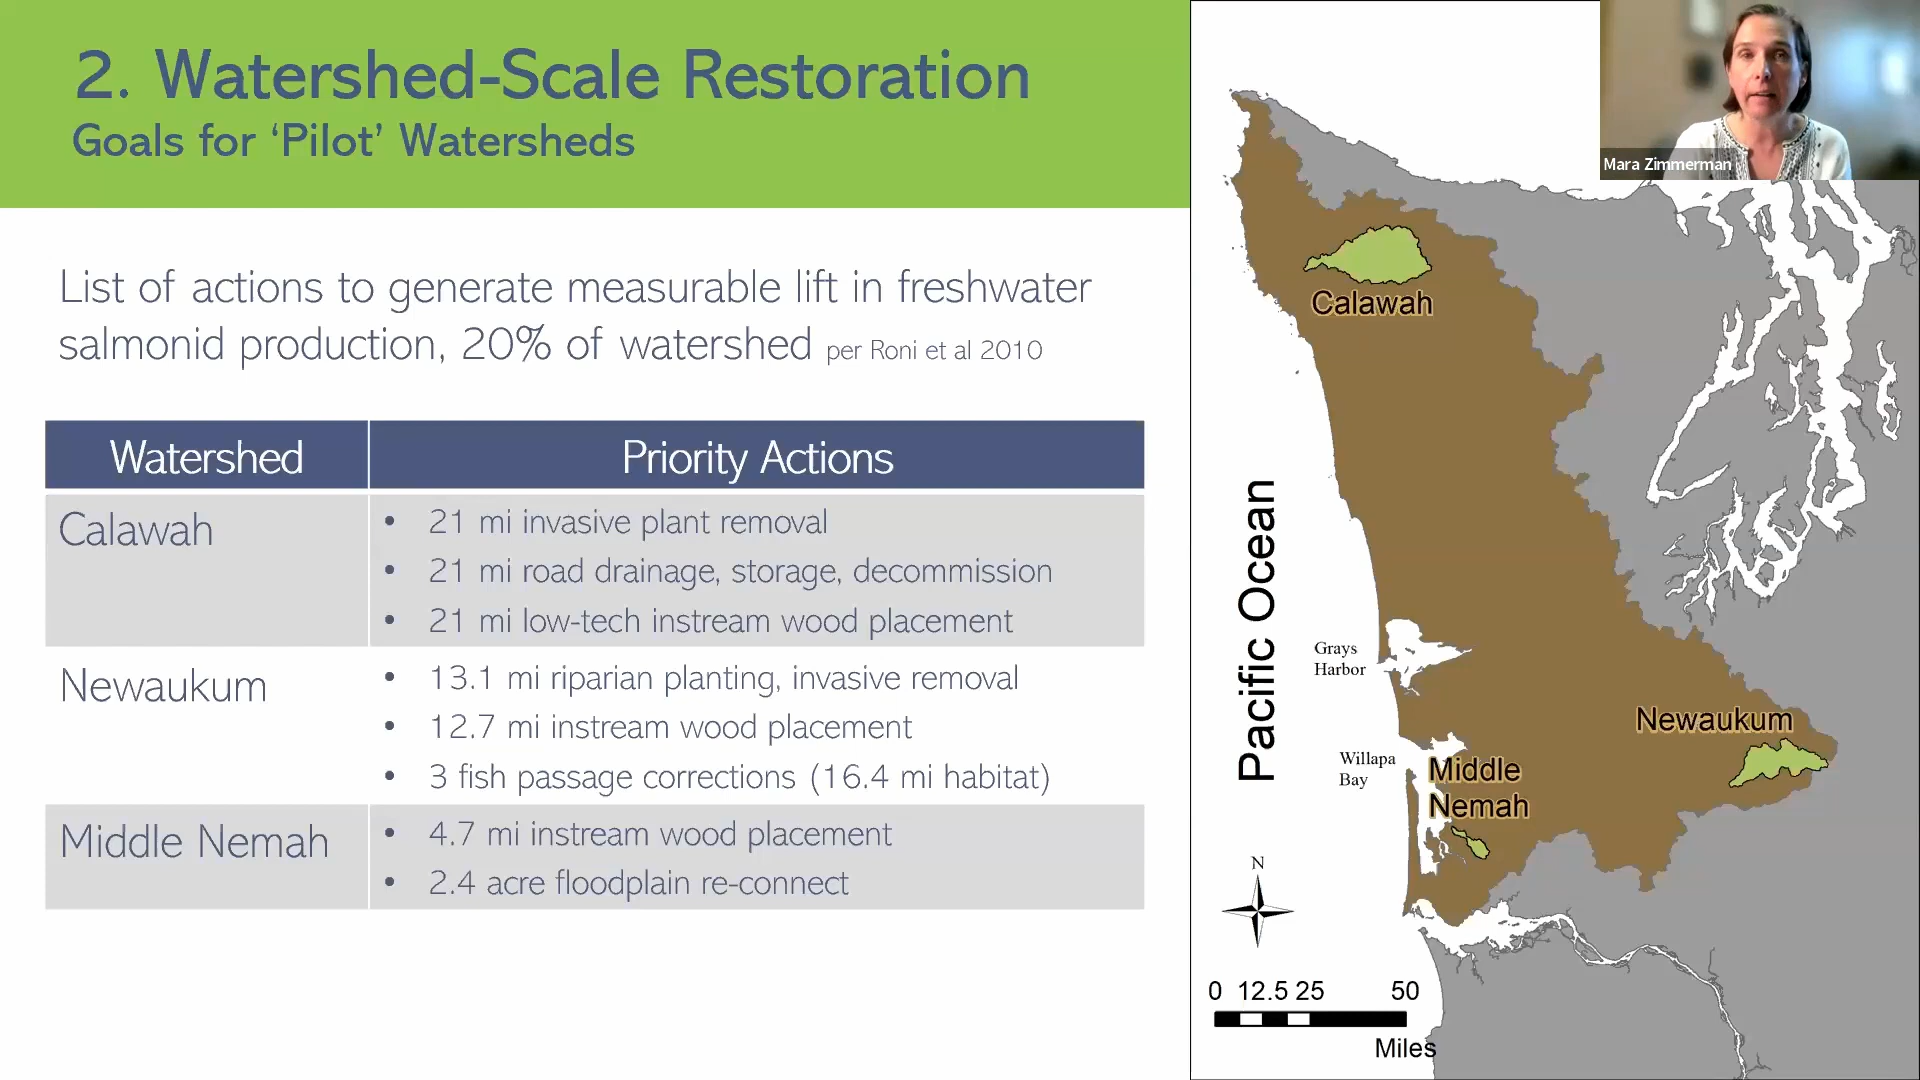 2. Watershed-Scale Restoration
Goals for ‘Pilot’ Watersheds
List of actions to generate measurable lift in freshwater
salmonid production, 20% of watershed per Roni et al 2010
Watershed
Priority Actions
Calawah
• 21 mi invasive plant removal
• 21 mi road drainage, storage, decommission
• 21 mi low-tech instream wood placement
Newaukum
• 13.1 mi riparian planting, invasive removal
• 12.7 mi instream wood placement
• 3 fish passage corrections (16.4 mi habitat)
Middle Nemah
• 4.7 mi instream wood placement
• 2.4 acre floodplain re-connect
Mara Zimmerman
Calawah
Pacific Ocean
Grays
Harbor
Newaukum
Willapa
Bay
Middle
Nemah
N
0 12.5 25 50
Miles